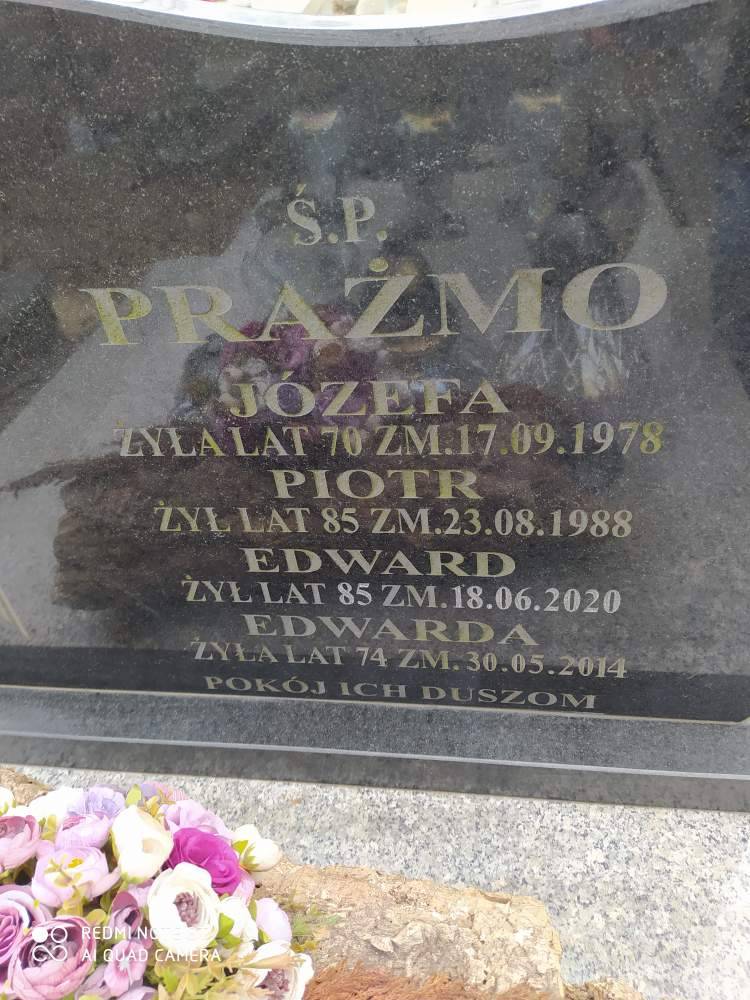 Ś.P.
PRAŻMO
JÓZEFA
ŻYŁA LAT 70 ZM.17.09.1978
PIOTR
ŻYŁ LAT 85 ZM.23.08.1988
EDWARD
ŻYŁ LAT 85 ZM.18.06.2020
EDWARDA
ŻYŁA LAT 74 ZM.30.05.2014
POKÓJ ICH DUSZOM
REDMI NOTE
AI QUAD CAMERA